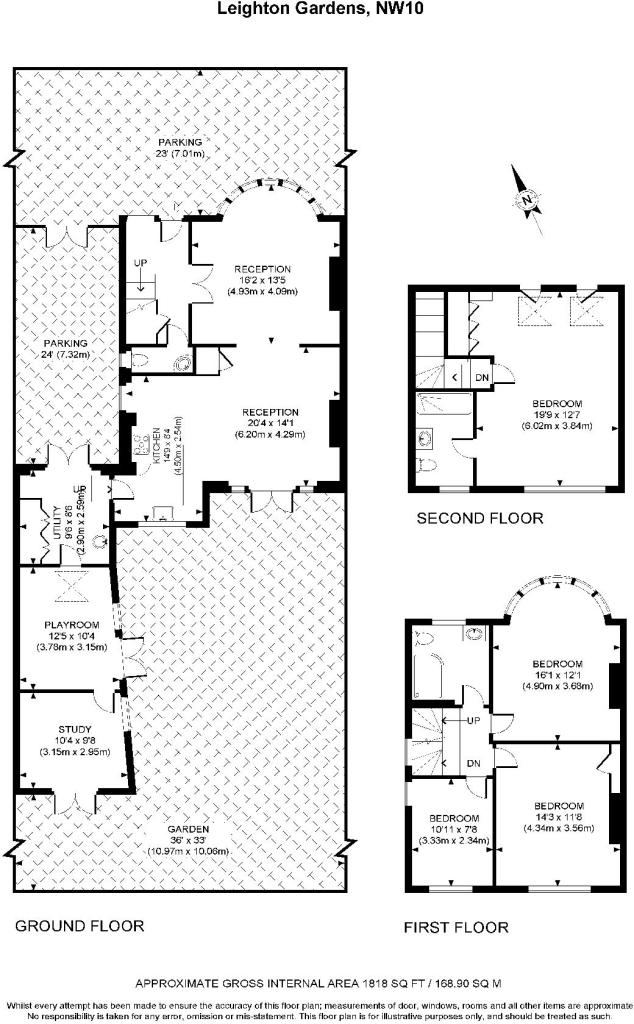 Leighton Gardens, NW10
PARKING
23' (7.01m)
UP
RECEPTION
16'2 x 13'5
(4.93m x 4.09m)
PARKING
24' (7.32m)
RECEPTION
20'4 x 14'1
(6.20m x 4.29m)
KITCHEN
14'9 x 8'4
(4.50m x 2.54m)
UP
UTILITY
9'6 x 8'6
(2.90m x 2.59m)
PLAYROOM
12'5 x 10'4
(3.78m x 3.15m)
STUDY
10'4 x 9'8
(3.15m x 2.95m)
GARDEN
36' x 33'
(10.97m x 10.06m)
GROUND FLOOR
N
DN
BEDROOM
19'9 x 12'7
(6.02m x 3.84m)
SECOND FLOOR
BEDROOM
16'1 x 12'1
(4.90m x 3.68m)
UP
DN
BEDROOM
10'11 x 7'8
(3.33m x 2.34m)
BEDROOM
14'3 x 11'8
(4.34m x 3.56m)
FIRST FLOOR
APPROXIMATE GROSS INTERNAL AREA 1818 SQ FT / 168.90 SQ M
Whilst every attempt has been made to ensure the accuracy of this floor plan; measurements of door, windows, rooms and all other items are approximate
No responsibility is taken for any error, omission or mis-statement. This floor plan is for illustrative purposes only, and should be treated as such.